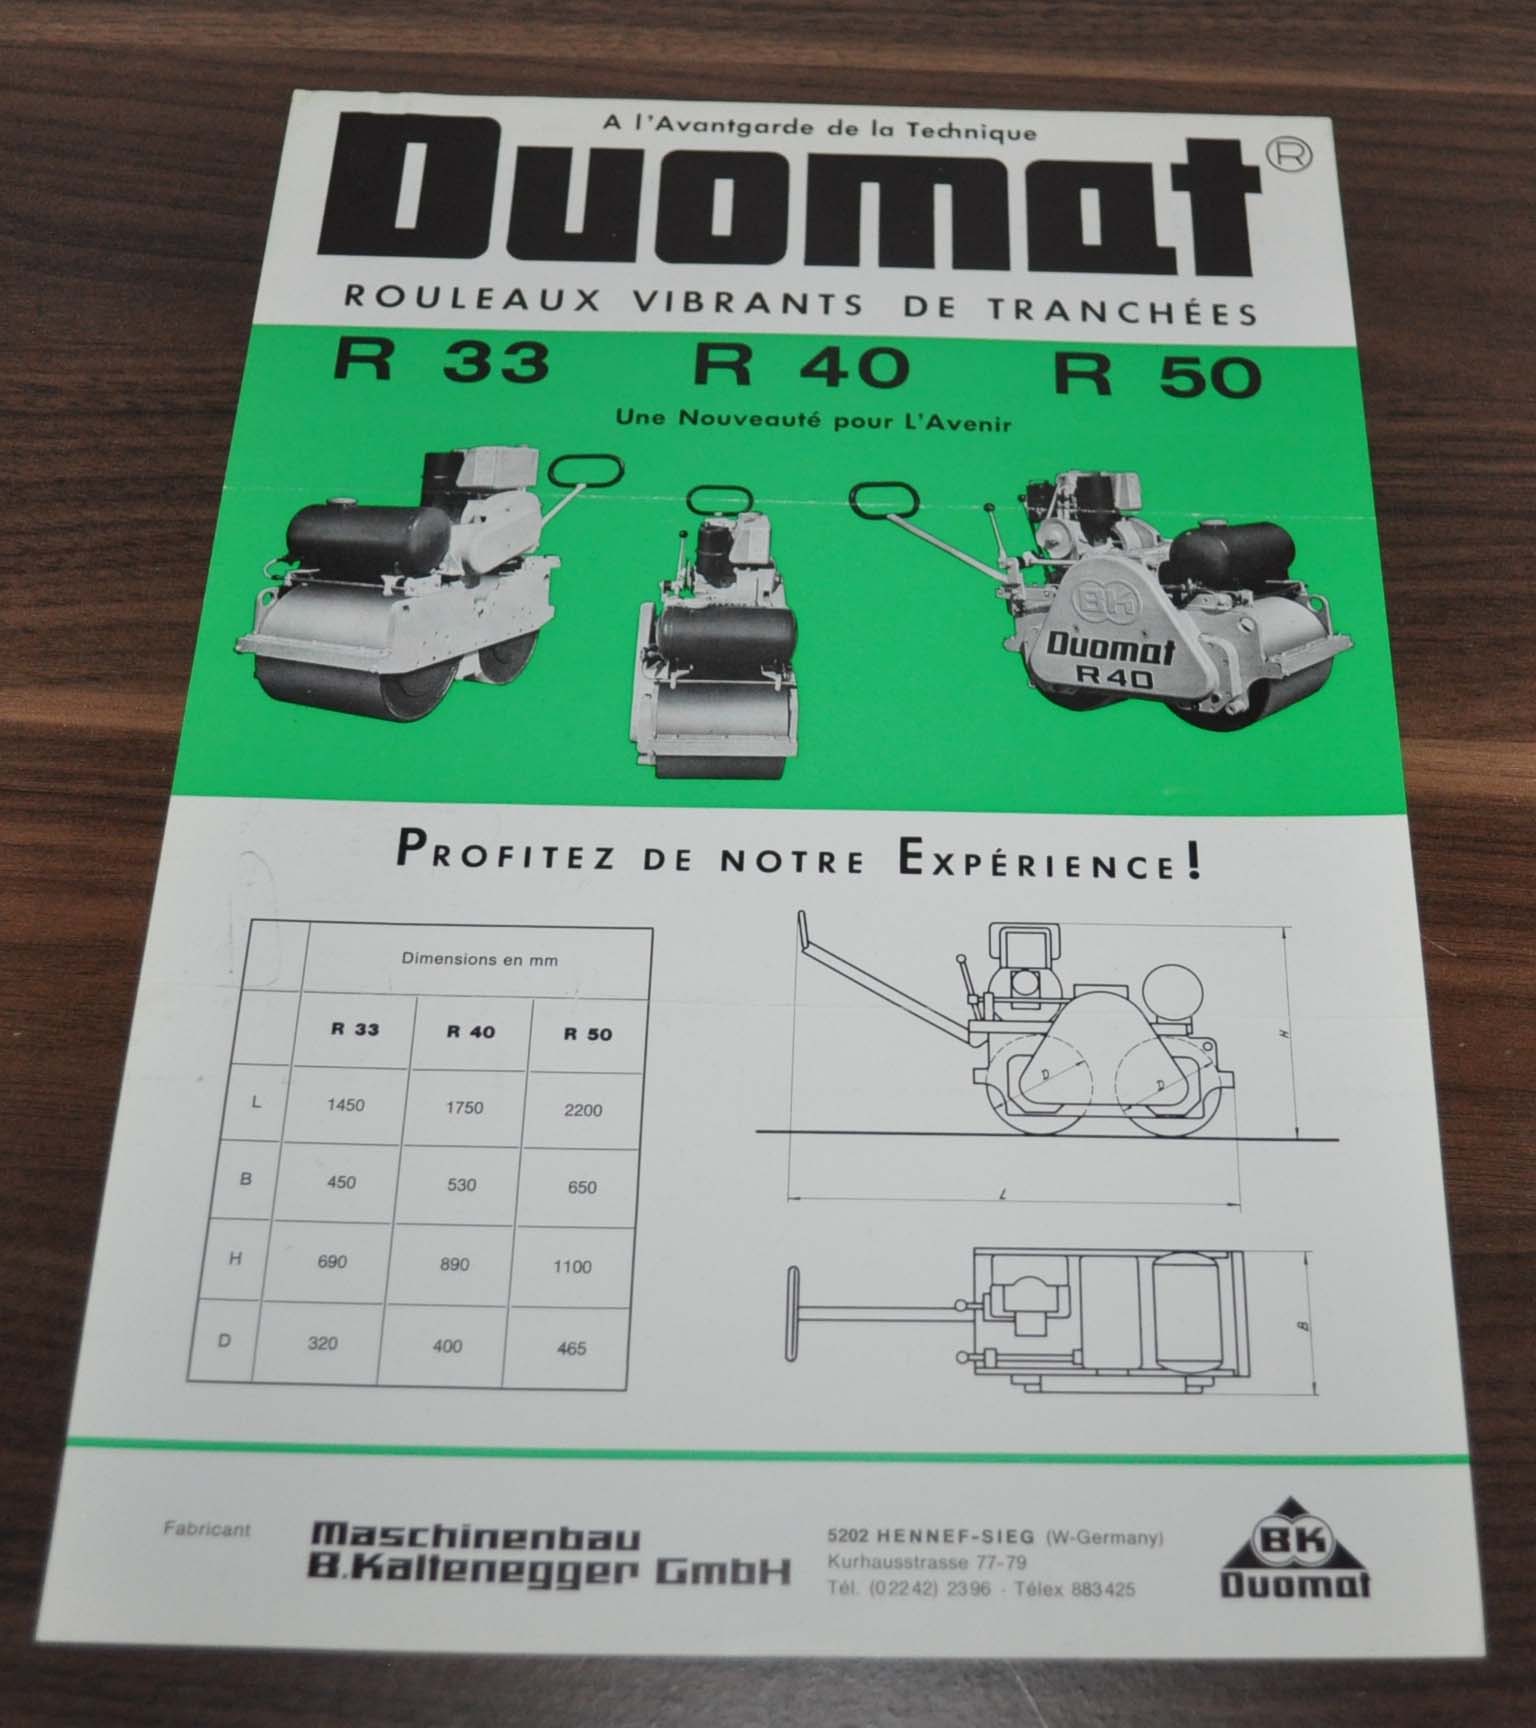 A l'Avantgarde de la Technique
Duomat ®
ROULEAUX VIBRANTS DE TRANCHÉES
R 33 R 40 R 50
Une Nouveauté pour L'Avenir
BK
Duomat
R40
PROFITEZ DE NOTRE EXPÉRIENCE!
Dimensions en mm
R 33 R 40 R 50
L 1450 1750 2200
B 450 530 650
H 690 890 1100
D 320 400 465
H
D D
L
B
Fabricant
Maschinenbau
B.Kaltenegger GmbH
5202 HENNEF-SIEG (W-Germany)
Kurhausstrasse 77-79
Tél. (02242) 2396 · Télex 883425
BK
Duomat